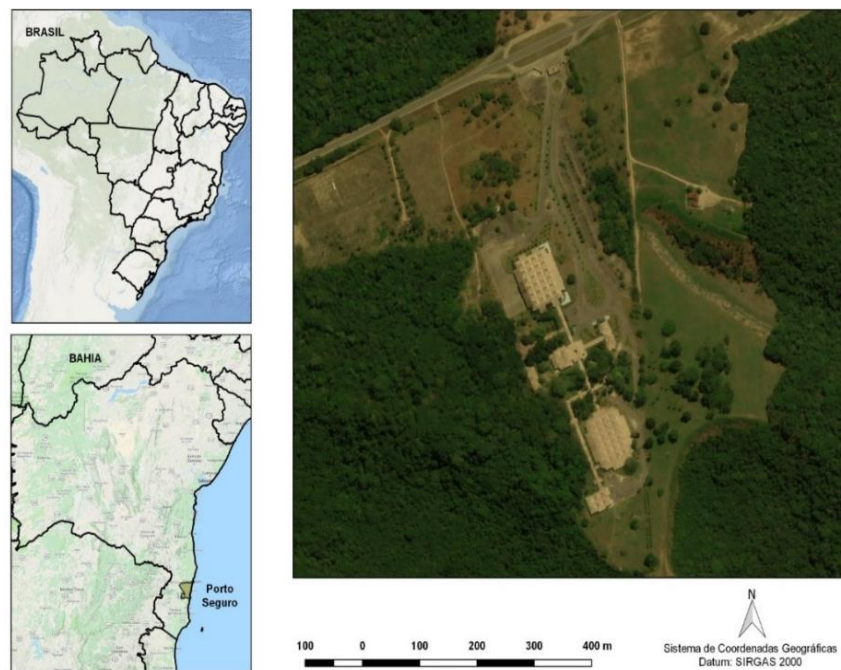 BRASIL
BAHIA
Porto
Seguro
N
100 0 100 200 300 400 m
Sistema de Coordenadas Geográficas
Datum: SIRGAS 2000